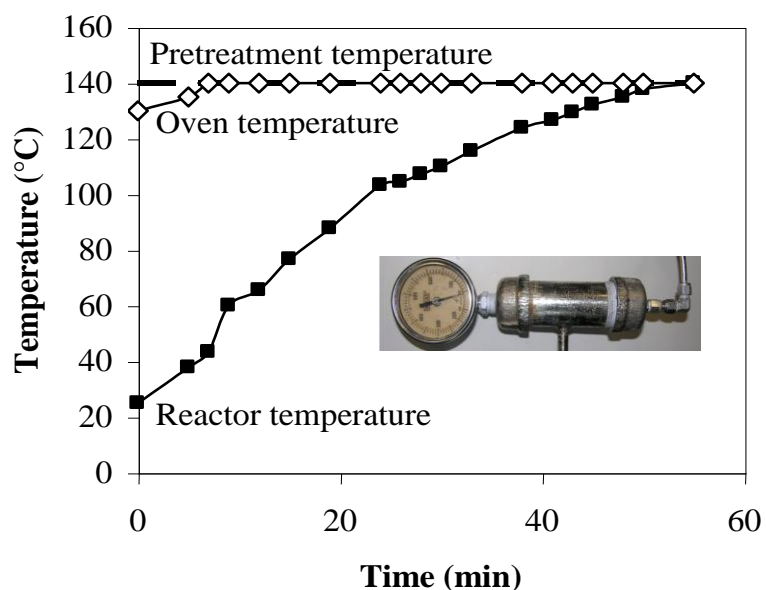 160
140
120
100
80
60
40
20
0
Temperature (°C)
Pretreatment temperature
Oven temperature
Reactor temperature
0 20 40 60
Time (min)